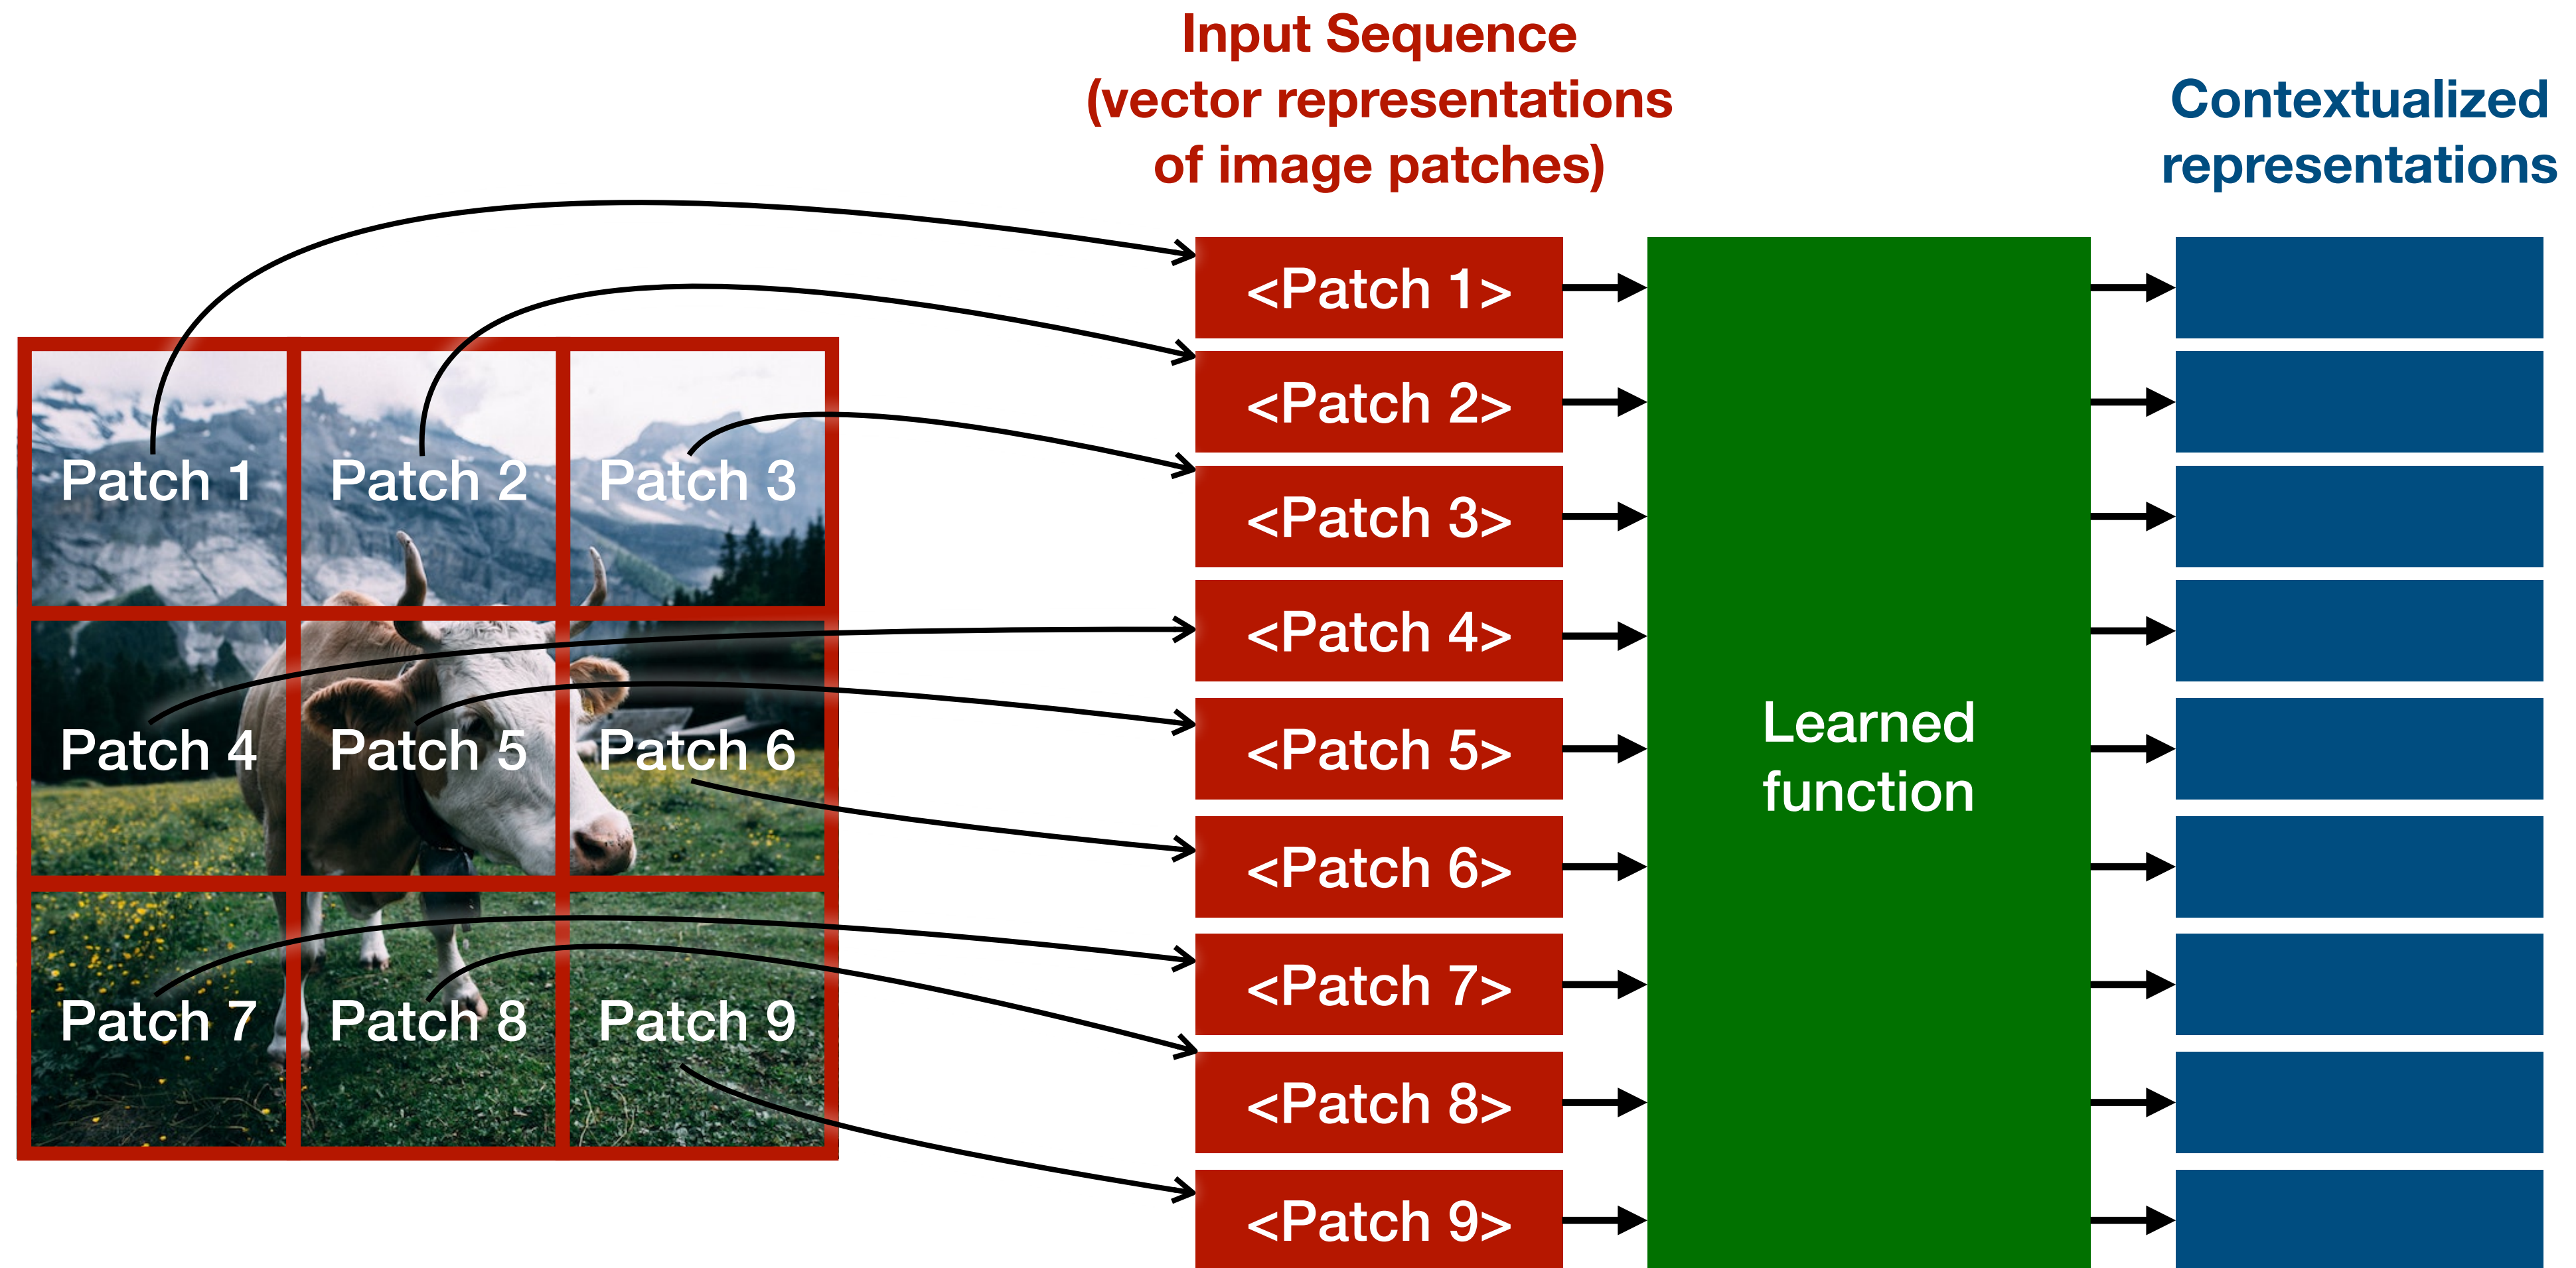 Input Sequence
(vector representations
of image patches)
Contextualized
representations
Patch 1
Patch 2
Patch 3
Patch 4
Patch 5
Patch 6
Patch 7
Patch 8
Patch 9
<Patch 1>
<Patch 2>
<Patch 3>
<Patch 4>
<Patch 5>
<Patch 6>
<Patch 7>
<Patch 8>
<Patch 9>
Learned
function